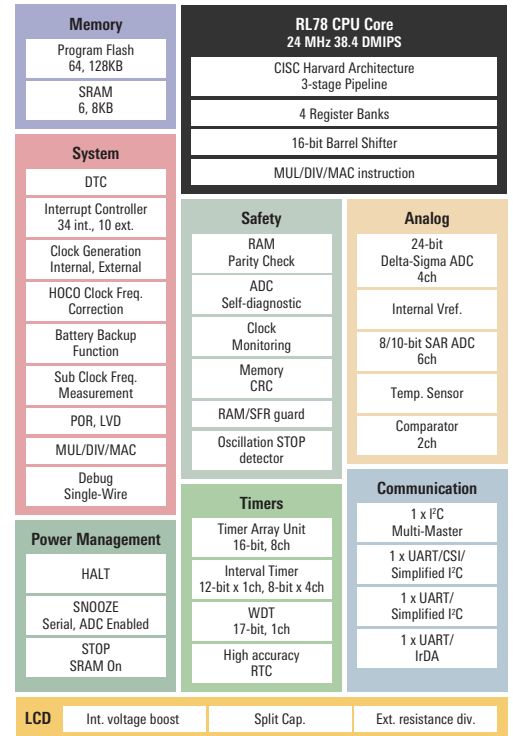 Memory
Program Flash
64, 128KB
SRAM
6, 8KB
RL78 CPU Core
24 MHz 38.4 DMIPS
CISC Harvard Architecture
3-stage Pipeline
4 Register Banks
16-bit Barrel Shifter
MUL/DIV/MAC instruction
System
DTC
Interrupt Controller
34 int., 10 ext.
Clock Generation
Internal, External
HOCO Clock Freq.
Correction
Battery Backup
Function
Sub Clock Freq.
Measurement
POR, LVD
MUL/DIV/MAC
Debug
Single-Wire
Safety
RAM
Parity Check
ADC
Self-diagnostic
Clock
Monitoring
Memory
CRC
RAM/SFR guard
Oscillation STOP
detector
Analog
24-bit
Delta-Sigma ADC
4ch
Internal Vref.
8/10-bit SAR ADC
6ch
Temp. Sensor
Comparator
2ch
Power Management
HALT
SNOOZE
Serial, ADC Enabled
STOP
SRAM On
Timers
Timer Array Unit
16-bit, 8ch
Interval Timer
12-bit x 1ch, 8-bit x 4ch
WDT
17-bit, 1ch
High accuracy
RTC
Communication
1 x I²C
Multi-Master
1 x UART/CSI/
Simplified I²C
1 x UART/
Simplified I²C
1 x UART/
IrDA
LCD
Int. voltage boost
Split Cap.
Ext. resistance div.